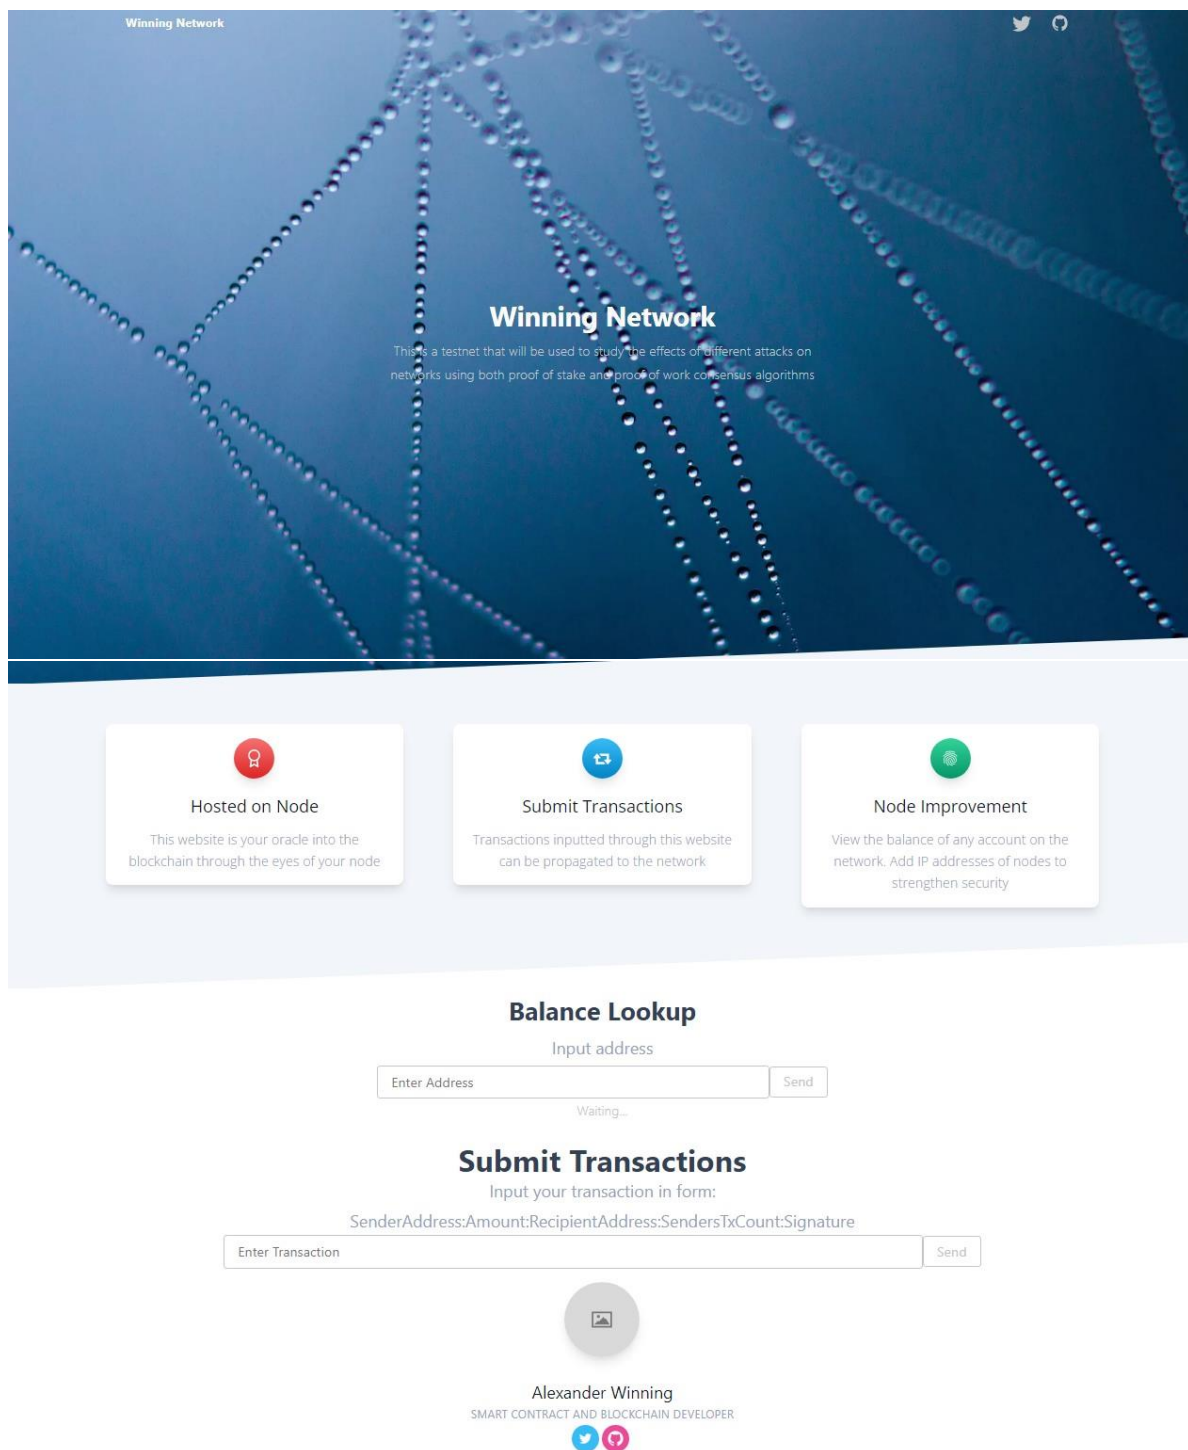 Winning Network
Winning Network
This is a testnet that will be used to study the effects of different attacks on
networks using both proof of stake and proof of work consensus algorithms
Hosted on Node
This website is your oracle into the
blockchain through the eyes of your node
Submit Transactions
Transactions inputted through this website
can be propagated to the network
Node Improvement
View the balance of any account on the
network. Add IP addresses of nodes to
strengthen security
Balance Lookup
Input address
Enter Address
Send
Waiting...
Submit Transactions
Input your transaction in form:
SenderAddress:Amount:RecipientAddress:SendersTxCount:Signature
Enter Transaction
Send
Alexander Winning
SMART CONTRACT AND BLOCKCHAIN DEVELOPER